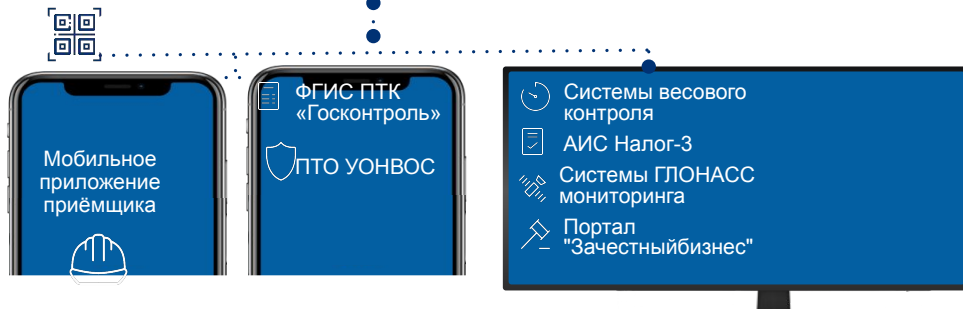 Мобильное
приложение
приёмщика
ФГИС ПТК
«Госконтроль»
ПТО УОНВОС
Системы весового
контроля
АИС Налог-3
Системы ГЛОНАСС
мониторинга
Портал
"Зачестныйбизнес"